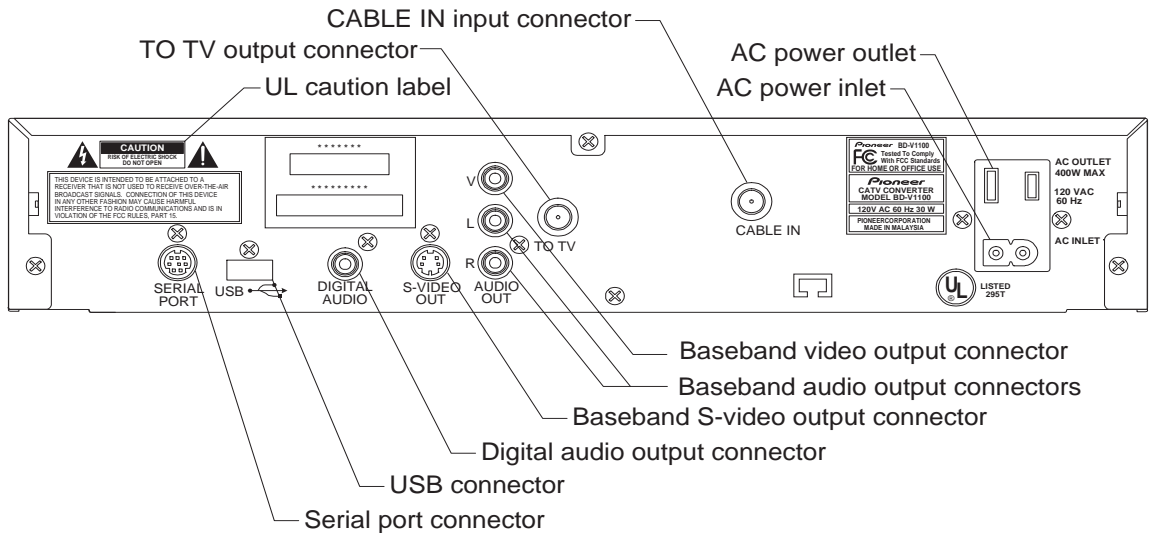 CABLE IN input connector
TO TV output connector
UL caution label
AC power outlet
AC power inlet
CAUTION
RISK OF ELECTRIC SHOCK
DO NOT OPEN
THIS DEVICE IS INTENDED TO BE ATTACHED TO A
RECEIVER THAT IS NOT USED TO RECEIVE OVER-THE-AIR
BROADCAST SIGNALS. CONNECTION OF THIS DEVICE
IN ANY OTHER FASHION MAY CAUSE HARMFUL
INTERFERENCE TO RADIO COMMUNICATIONS AND IS IN
VIOLATION OF THE FCC RULES, PART 15.
*******
*********
V
L
R
TO TV
CABLE IN
SERIAL
PORT
USB
DIGITAL
AUDIO
S-VIDEO
OUT
AUDIO
OUT
Pioneer BD-V1100
FC Tested To Comply
With FCC Standards
FOR HOME OR OFFICE USE
Pioneer
CATV CONVERTER
MODEL BD-V1100
120V AC 60 Hz 30 W
PIONEERCORPORATION
MADE IN MALAYSIA
AC OUTLET
400W MAX
120 VAC
60 Hz
AC INLET
UL
®
LISTED
295T
Baseband video output connector
Baseband audio output connectors
Baseband S-video output connector
Digital audio output connector
USB connector
Serial port connector